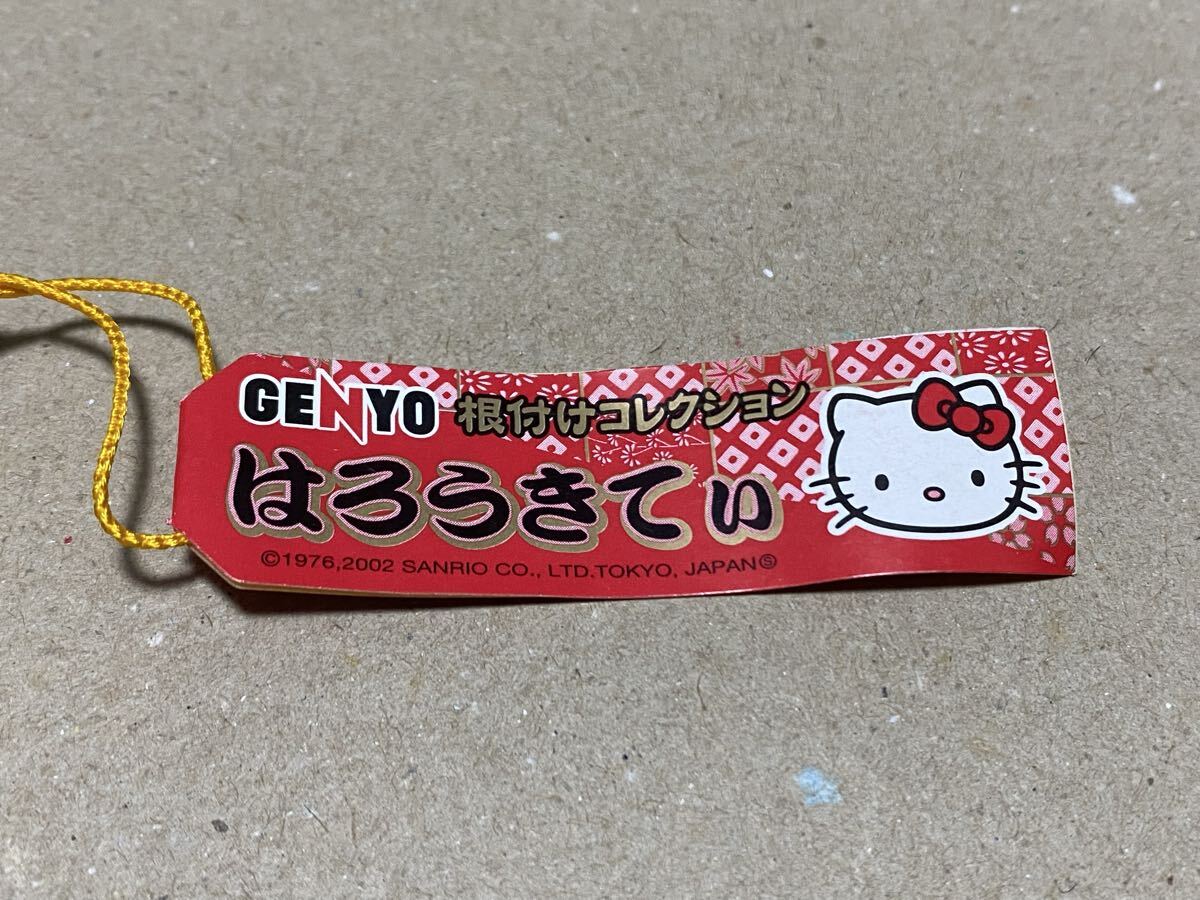 GENYO 根付けコレクション
はろうきてぃ
©1976,2002 SANRIO CO., LTD.TOKYO, JAPANⓈ